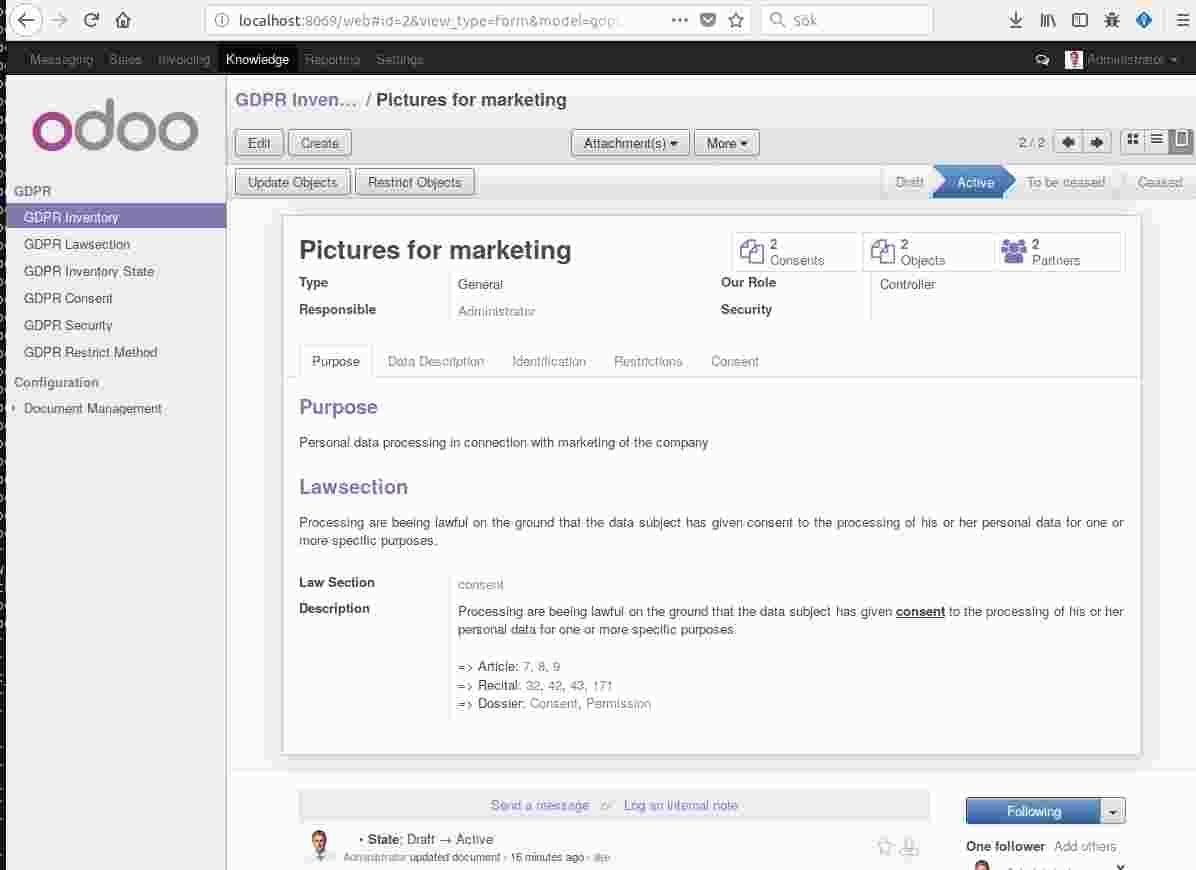 localhost:8069/web#id=2&view_type=form&model=gdp
Sök
Messaging Sales Invoicing Knowledge Reporting Settings
Administrator
odoo
GDPR Inven... / Pictures for marketing
Edit Create Attachment(s) More 2 / 2
Update Objects Restrict Objects Draft Active To be ceased Ceased
GDPR
GDPR Inventory
GDPR Lawsection
GDPR Inventory State
GDPR Consent
GDPR Security
GDPR Restrict Method
Configuration
Document Management
Pictures for marketing
2 Consents
2 Objects
2 Partners
Type General Our Role Controller
Responsible Administrator Security
Purpose Data Description Identification Restrictions Consent
Purpose
Personal data processing in connection with marketing of the company
Lawsection
Processing are beeing lawful on the ground that the data subject has given consent to the processing of his or her personal data for one or
more specific purposes.
Law Section consent
Description Processing are beeing lawful on the ground that the data subject has given consent to the processing of his or her
personal data for one or more specific purposes.
=> Article: 7, 8, 9
=> Recital: 32, 42, 43, 171
=> Dossier: Consent, Permission
Send a message or Log an internal note
Following
• State: Draft → Active
Administrator updated document • 16 minutes ago • like
One follower Add others